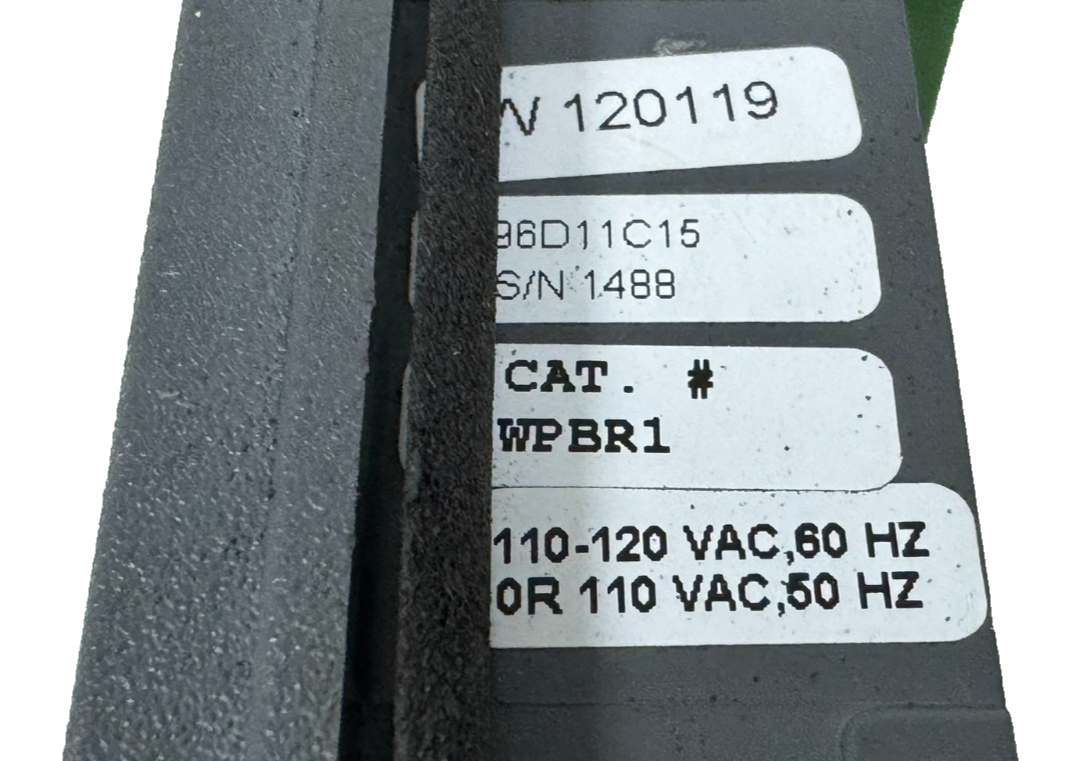 120119
96D11C15
S/N 1488
CAT. #
WPBR1
110-120 VAC,60 HZ
OR 110 VAC,50 HZ